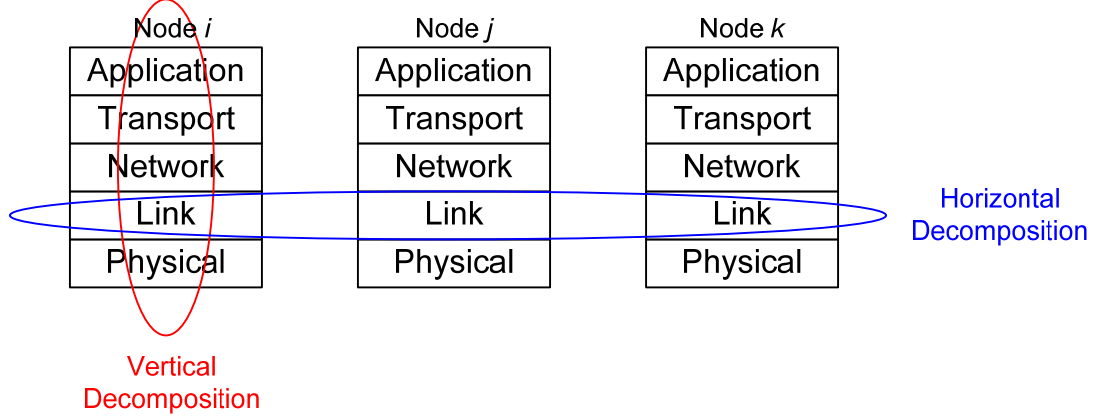 Node i
Node j
Node k
Application
Application
Application
Transport
Transport
Transport
Network
Network
Network
Link
Link
Link
Horizontal
Decomposition
Physical
Physical
Physical
Vertical
Decomposition